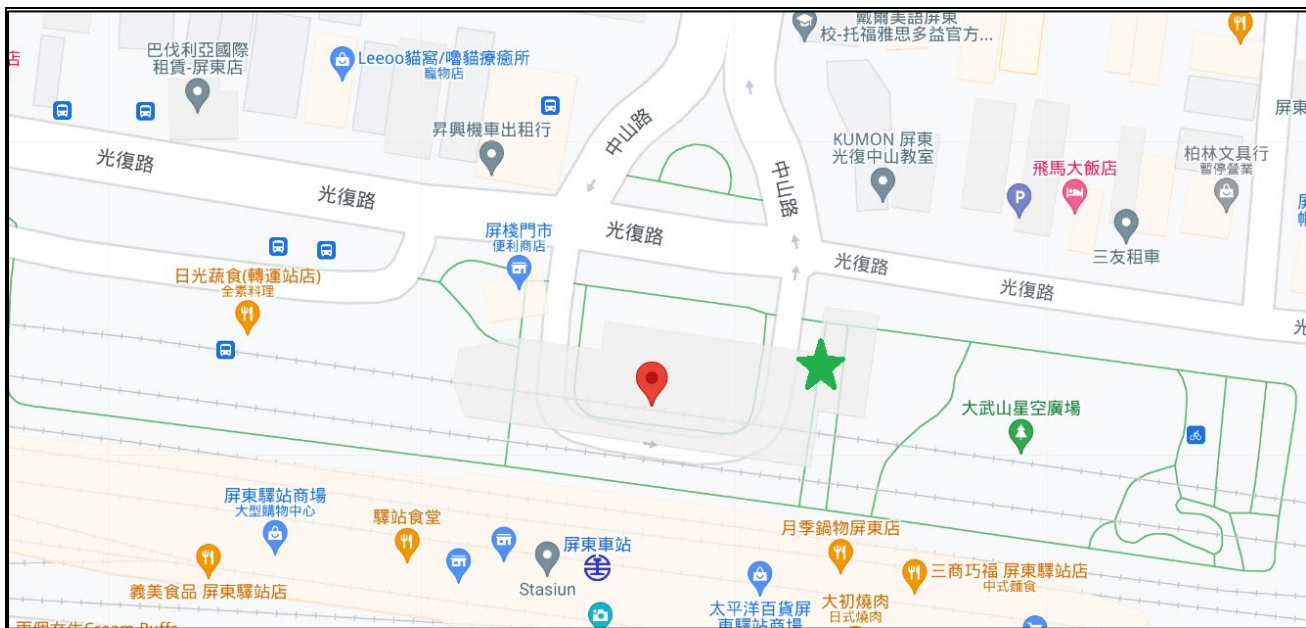 戴爾美語屏東
校-托福雅思多益官方...
巴伐利亞國際
租賃-屏東店
店
Leeoo貓窩/嚕貓療癒所
寵物店
昇興機車出租行
中山路
中山路
KUMON 屏東
光復中山教室
飛馬大飯店
P
柏林文具行
暫停營業
屏東
三友租車
光復路
光復路
光復路
光復路
光復路
屏棧門市
便利商店
日光蔬食(轉運站店)
全素料理
大武山星空廣場
屏東驛站商場
大型購物中心
驛站食堂
屏東車站
Stasiun
義美食品 屏東驛站店
月季鍋物屏東店
三商巧福 屏東驛站店
中式麵食
太平洋百貨屏
東驛站商場
大初燒肉
日式燒肉